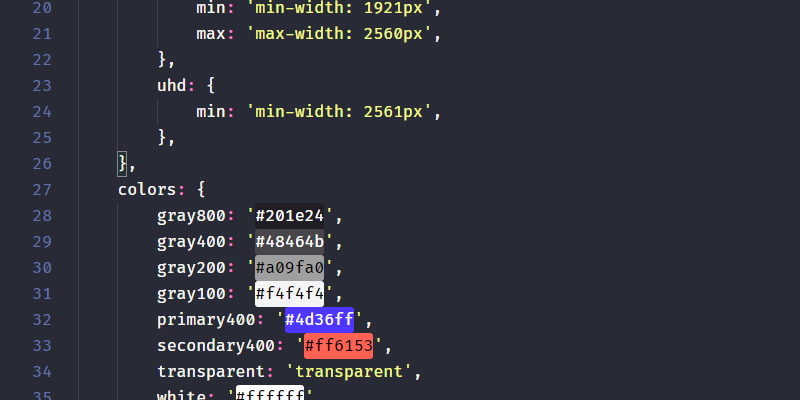 20 min: 'min-width: 1921px',
21 max: 'max-width: 2560px',
22 },
23 uhd: {
24 min: 'min-width: 2561px',
25 },
26 },
27 colors: {
28 gray800: '#201e24',
29 gray400: '#48464b',
30 gray200: '#a09fa0',
31 gray100: '#f4f4f4',
32 primary400: '#4d36ff',
33 secondary400: '#ff6153',
34 transparent: 'transparent',
35 white: '#ffffff'